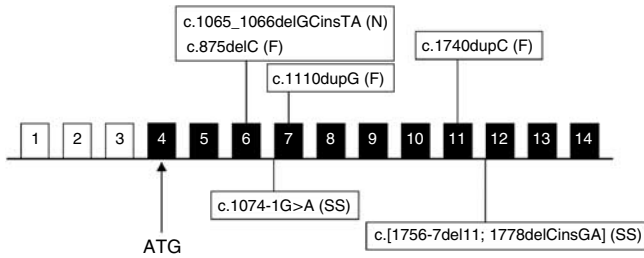 c.1065_1066delGCinsTA (N)
c.875delC (F)
c.1740dupC (F)
c.1110dupG (F)
1 2 3 4 5 6 7 8 9 10 11 12 13 14
c.1074-1G>A (SS)
c.[1756-7del11; 1778delCinsGA] (SS)
ATG